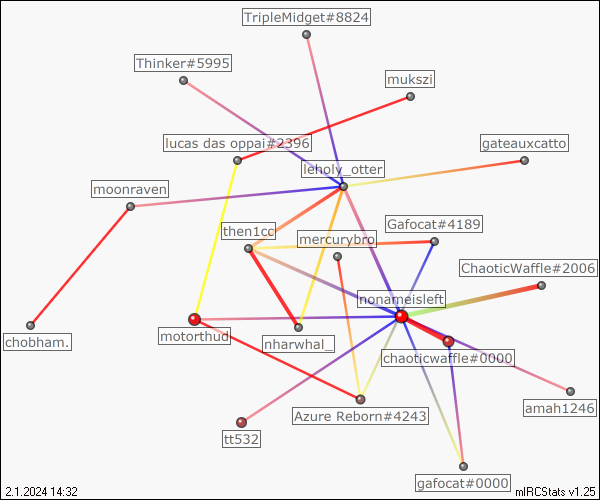 TripleMidget#8824
Thinker#5995
mukszi
lucas das oppai#2396
gateauxcatto
leholy_otter
moonraven
Gafocat#4189
then1cc
mercurybro
ChaoticWaffle#2006
nonameisleft
chobham.
motorthud
nharwhal_
chaoticwaffle#0000
Azure Reborn#4243
amah1246
tt532
gafocat#0000
2.1.2024 14:32
mIRCStats v1.25